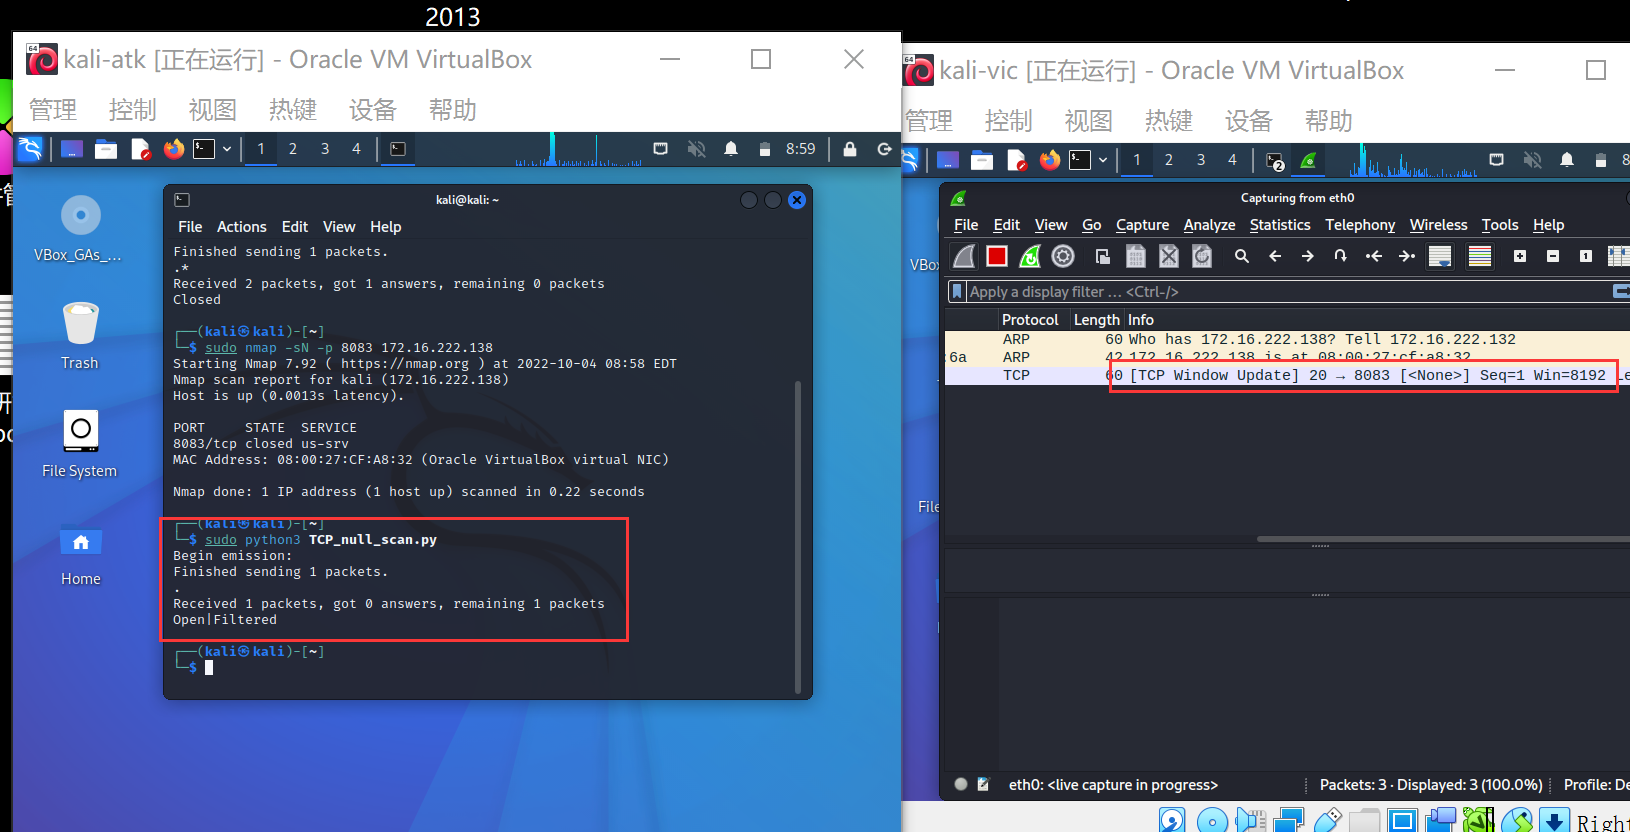 2013
kali-atk [正在运行] - Oracle VM VirtualBox
管理 控制 视图 热键 设备 帮助
1 2 3 4 8:59
VBox_GAs_...
Trash
File System
Home
kali@kali: ~
File Actions Edit View Help
Finished sending 1 packets.
.*
Received 2 packets, got 1 answers, remaining 0 packets
Closed
┌──(kali㉿kali)-[~]
└─$ sudo nmap -sN -p 8083 172.16.222.138
Starting Nmap 7.92 ( https://nmap.org ) at 2022-10-04 08:58 EDT
Nmap scan report for kali (172.16.222.138)
Host is up (0.0013s latency).
PORT STATE SERVICE
8083/tcp closed us-srv
MAC Address: 08:00:27:CF:A8:32 (Oracle VirtualBox virtual NIC)
Nmap done: 1 IP address (1 host up) scanned in 0.22 seconds
┌──(kali㉿kali)-[~]
└─$ sudo python3 TCP_null_scan.py
Begin emission:
Finished sending 1 packets.
.
Received 1 packets, got 0 answers, remaining 1 packets
Open|Filtered
┌──(kali㉿kali)-[~]
└─$
kali-vic [正在运行] - Oracle VM VirtualBox
管理 控制 视图 热键 设备 帮助
1 2 3 4 2 8
VBo
File
Capturing from eth0
File Edit View Go Capture Analyze Statistics Telephony Wireless Tools Help
Apply a display filter ... <Ctrl-/>
Protocol Length Info
ARP 60 Who has 172.16.222.138? Tell 172.16.222.132
:6a ARP 42 172.16.222.138 is at 08:00:27:cf:a8:32
TCP 60 [TCP Window Update] 20 → 8083 [<None>] Seq=1 Win=8192 Le
eth0: <live capture in progress> Packets: 3 · Displayed: 3 (100.0%) Profile: De
Right